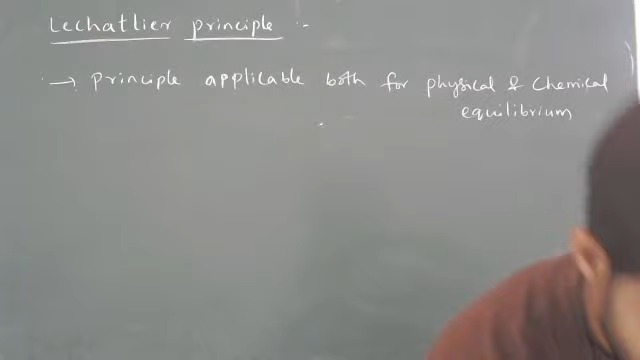 Lechatlier principle :-
→ principle applicable both for physical & chemical
equilibrium